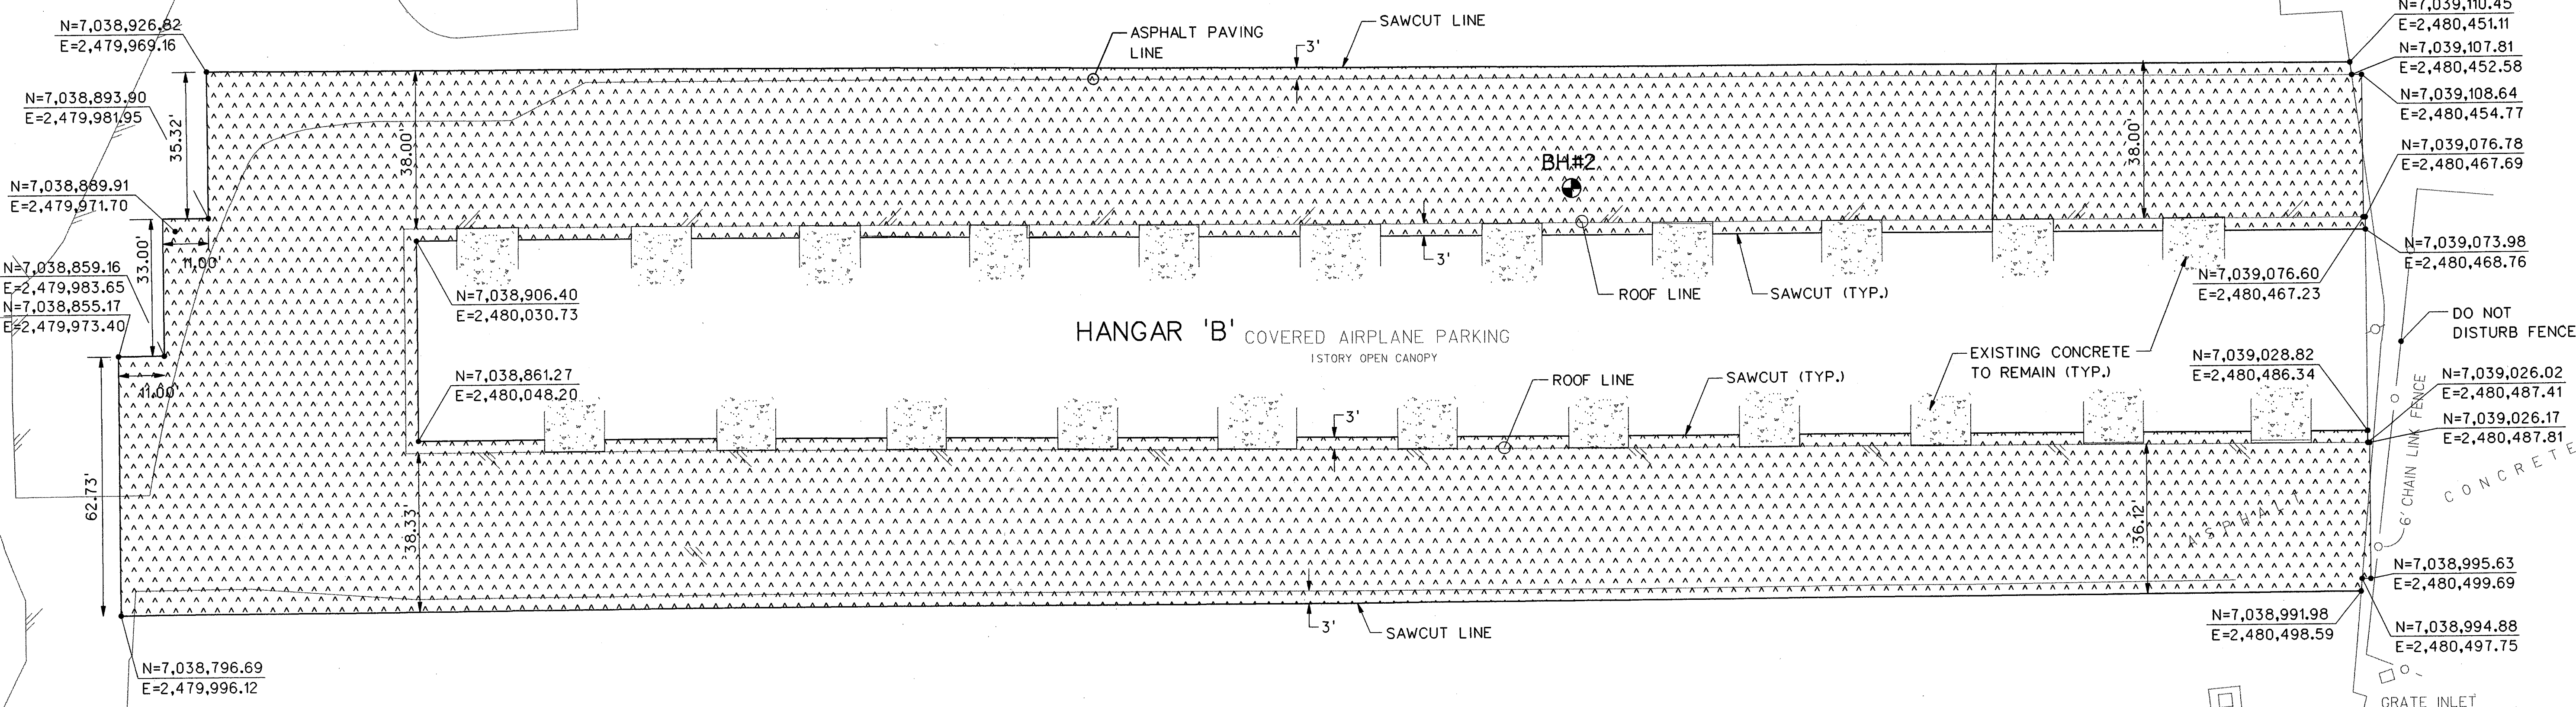 N=7,038,926.82
E=2,479,969.16
N=7,038,893.90
E=2,479,981.95
N=7,038,889.91
E=2,479,971.70
N=7,038,859.16
E=2,479,983.65
N=7,038,855.17
E=2,479,973.40
35.32'
33.00'
11.00'
11.00'
62.73'
N=7,038,796.69
E=2,479,996.12
38.00'
38.33'
ASPHALT PAVING
LINE
3'
SAWCUT LINE
BH#2
3'
ROOF LINE
SAWCUT (TYP.)
N=7,038,906.40
E=2,480,030.73
HANGAR 'B' COVERED AIRPLANE PARKING
1STORY OPEN CANOPY
N=7,038,861.27
E=2,480,048.20
ROOF LINE
SAWCUT (TYP.)
EXISTING CONCRETE
TO REMAIN (TYP.)
3'
3'
SAWCUT LINE
38.00'
36.12'
N=7,039,110.45
E=2,480,451.11
N=7,039,107.81
E=2,480,452.58
N=7,039,108.64
E=2,480,454.77
N=7,039,076.78
E=2,480,467.69
N=7,039,073.98
E=2,480,468.76
N=7,039,076.60
E=2,480,467.23
DO NOT
DISTURB FENCE
N=7,039,028.82
E=2,480,486.34
N=7,039,026.02
E=2,480,487.41
N=7,039,026.17
E=2,480,487.81
6' CHAIN LINK FENCE
CONCRETE
ASPHALT
N=7,038,995.63
E=2,480,499.69
N=7,038,991.98
E=2,480,498.59
N=7,038,994.88
E=2,480,497.75
GRATE INLET